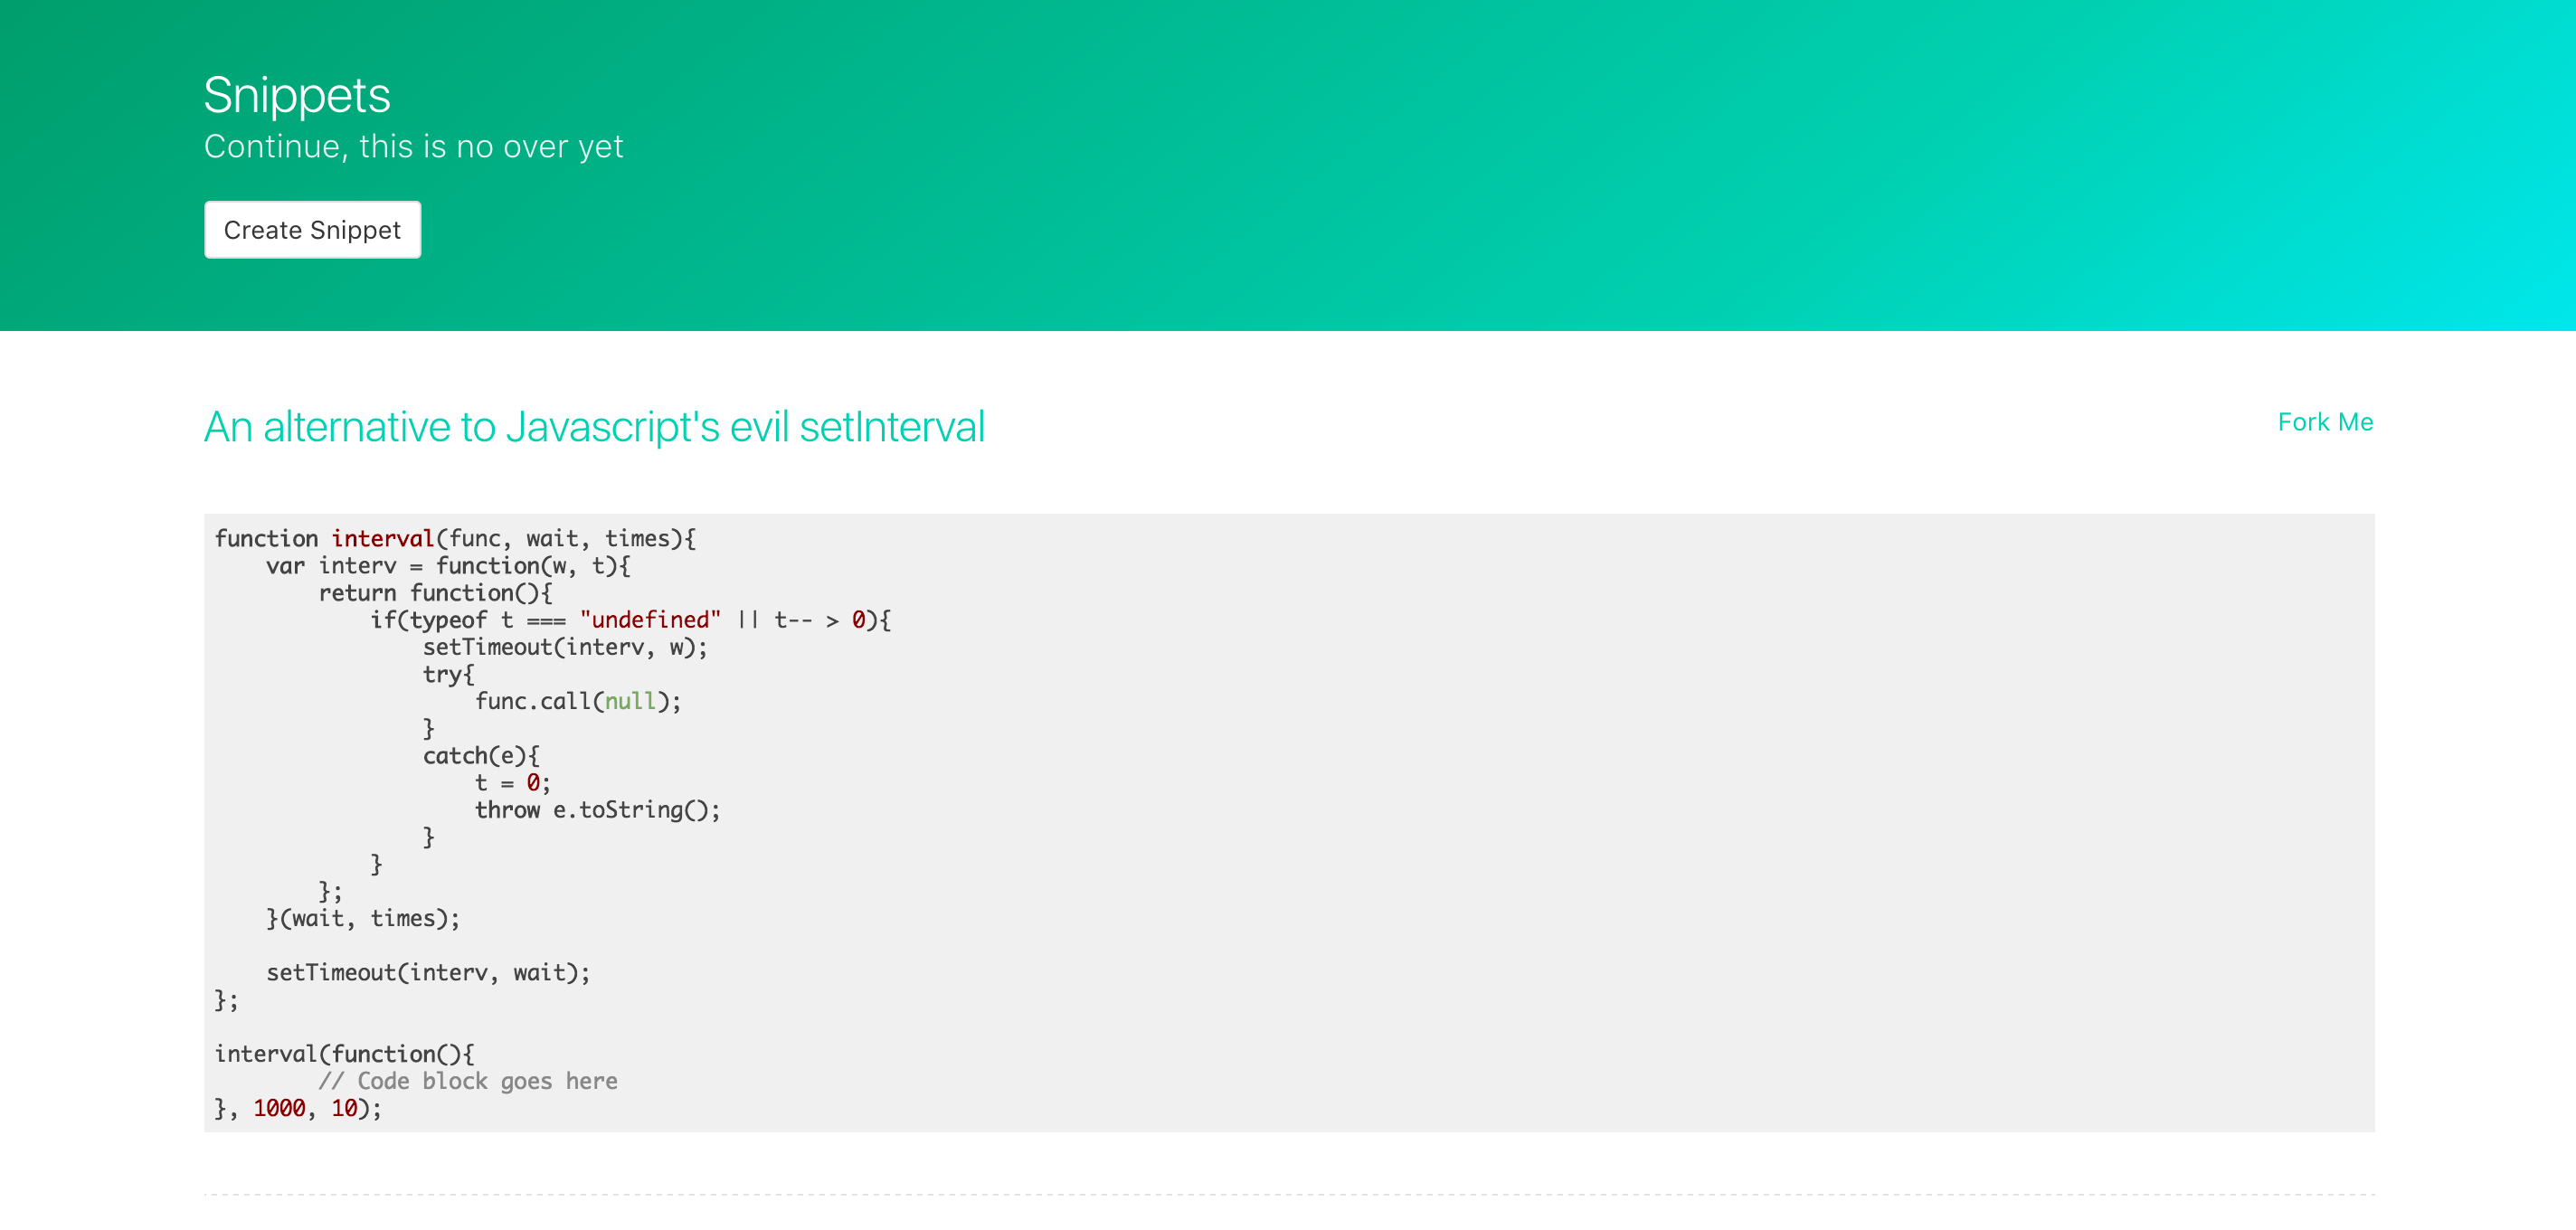 Snippets
Continue, this is no over yet
Create Snippet
An alternative to Javascript's evil setInterval
Fork Me
function interval(func, wait, times){
    var interv = function(w, t){
        return function(){
            if(typeof t === "undefined" || t-- > 0){
                setTimeout(interv, w);
                try{
                    func.call(null);
                }
                catch(e){
                    t = 0;
                    throw e.toString();
                }
            }
        };
    }(wait, times);

    setTimeout(interv, wait);
};

interval(function(){
        // Code block goes here
}, 1000, 10);